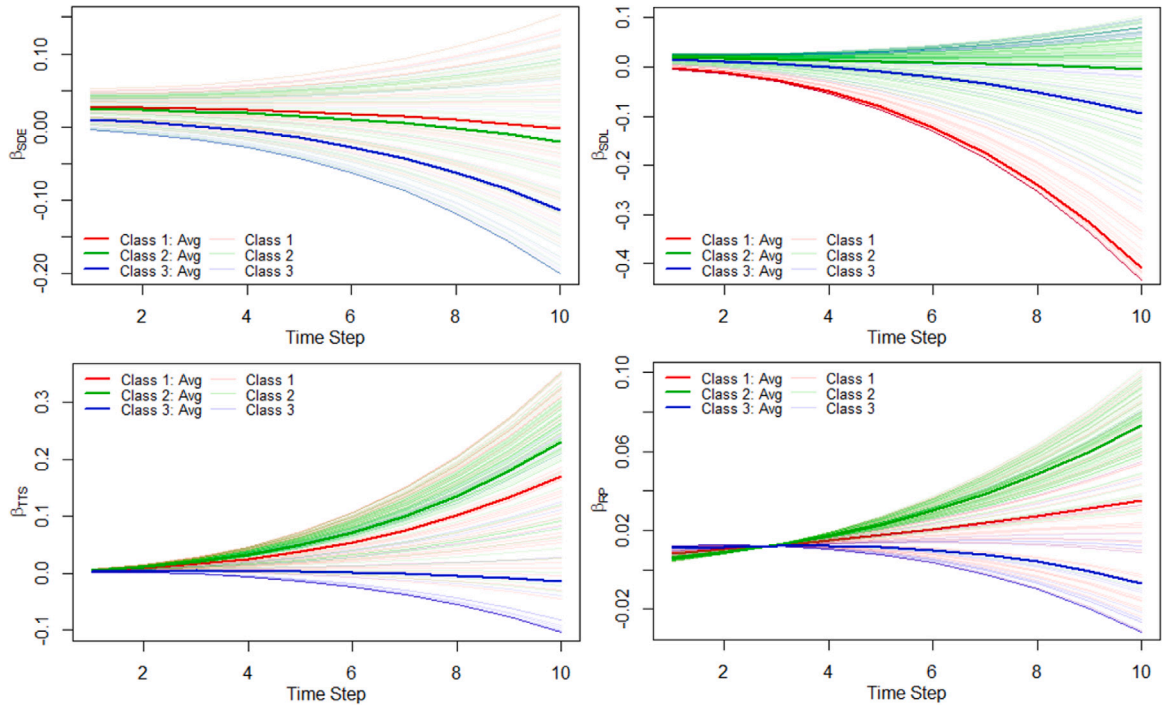 β_SDE
0.10
0.00
-0.10
-0.20
Class 1: Avg Class 1
Class 2: Avg Class 2
Class 3: Avg Class 3
2 4 6 8 10
Time Step
β_SDL
0.1
0.0
-0.1
-0.2
-0.3
-0.4
Class 1: Avg Class 1
Class 2: Avg Class 2
Class 3: Avg Class 3
2 4 6 8 10
Time Step
β_TTS
0.3
0.2
0.1
0.0
-0.1
Class 1: Avg Class 1
Class 2: Avg Class 2
Class 3: Avg Class 3
2 4 6 8 10
Time Step
β_RP
0.10
0.06
0.02
-0.02
Class 1: Avg Class 1
Class 2: Avg Class 2
Class 3: Avg Class 3
2 4 6 8 10
Time Step